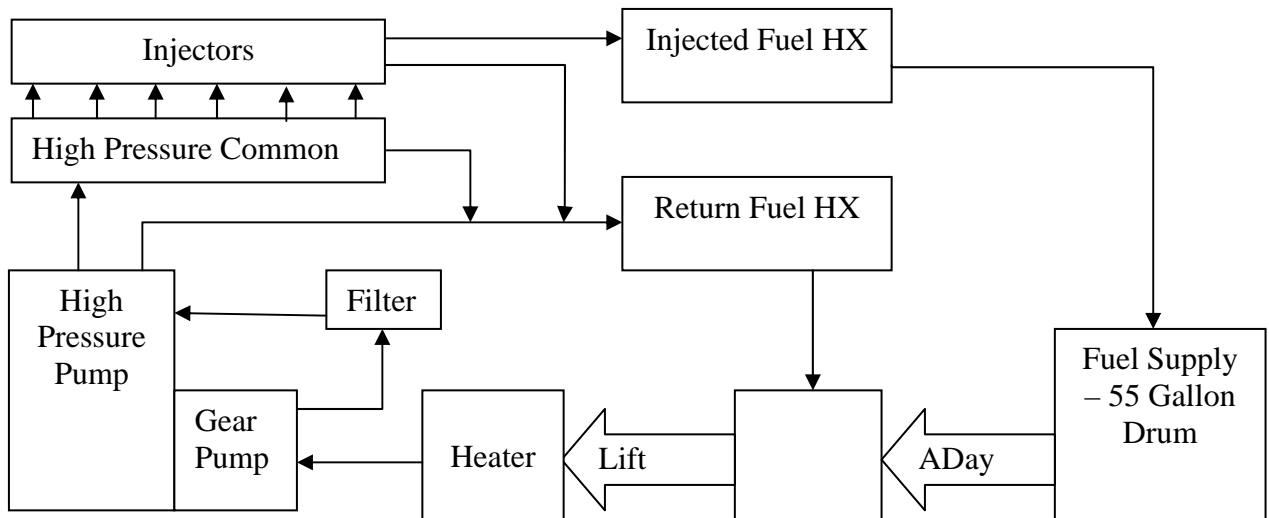 Injectors
Injected Fuel HX
High Pressure Common
Return Fuel HX
High
Pressure
Pump
Filter
Fuel Supply
– 55 Gallon
Drum
Gear
Pump
Heater
Lift
ADay